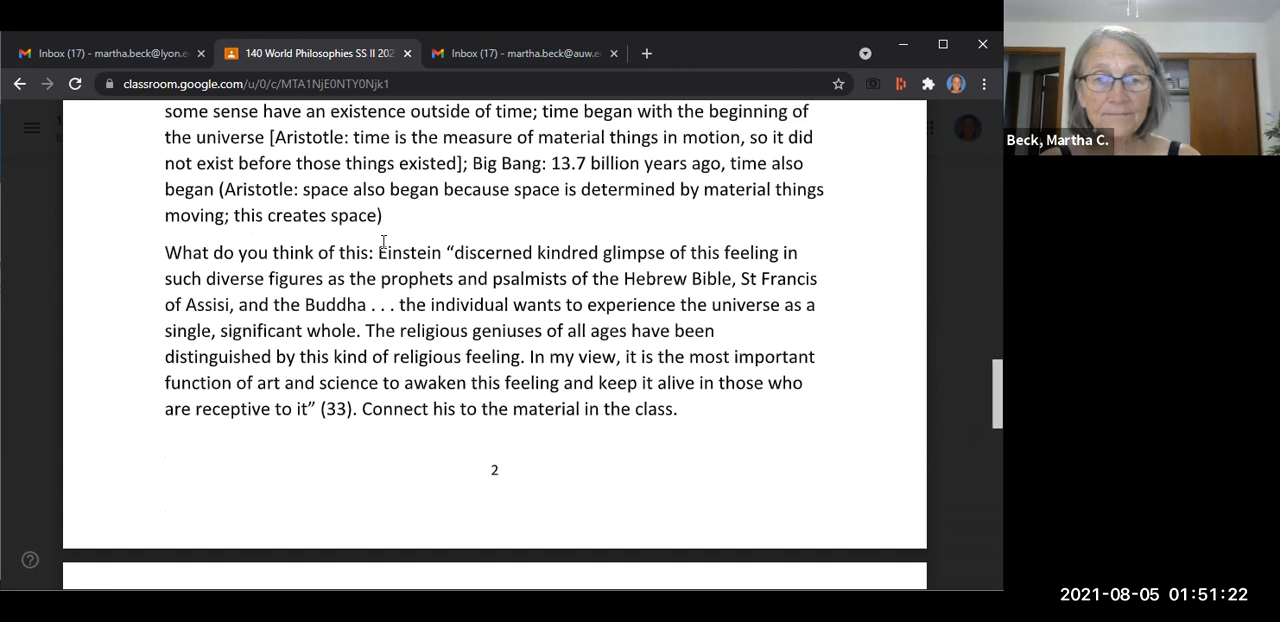 Inbox (17) - martha.beck@lyon.e
140 World Philosophies SS II 202
Inbox (17) - martha.beck@auw.e
classroom.google.com/u/0/c/MTA1NjE0NTY0Njk1
Beck, Martha C.
some sense have an existence outside of time; time began with the beginning of
the universe [Aristotle: time is the measure of material things in motion, so it did
not exist before those things existed]; Big Bang: 13.7 billion years ago, time also
began (Aristotle: space also began because space is determined by material things
moving; this creates space)
What do you think of this: Einstein “discerned kindred glimpse of this feeling in
such diverse figures as the prophets and psalmists of the Hebrew Bible, St Francis
of Assisi, and the Buddha . . . the individual wants to experience the universe as a
single, significant whole. The religious geniuses of all ages have been
distinguished by this kind of religious feeling. In my view, it is the most important
function of art and science to awaken this feeling and keep it alive in those who
are receptive to it” (33). Connect his to the material in the class.
2
2021-08-05 01:51:22